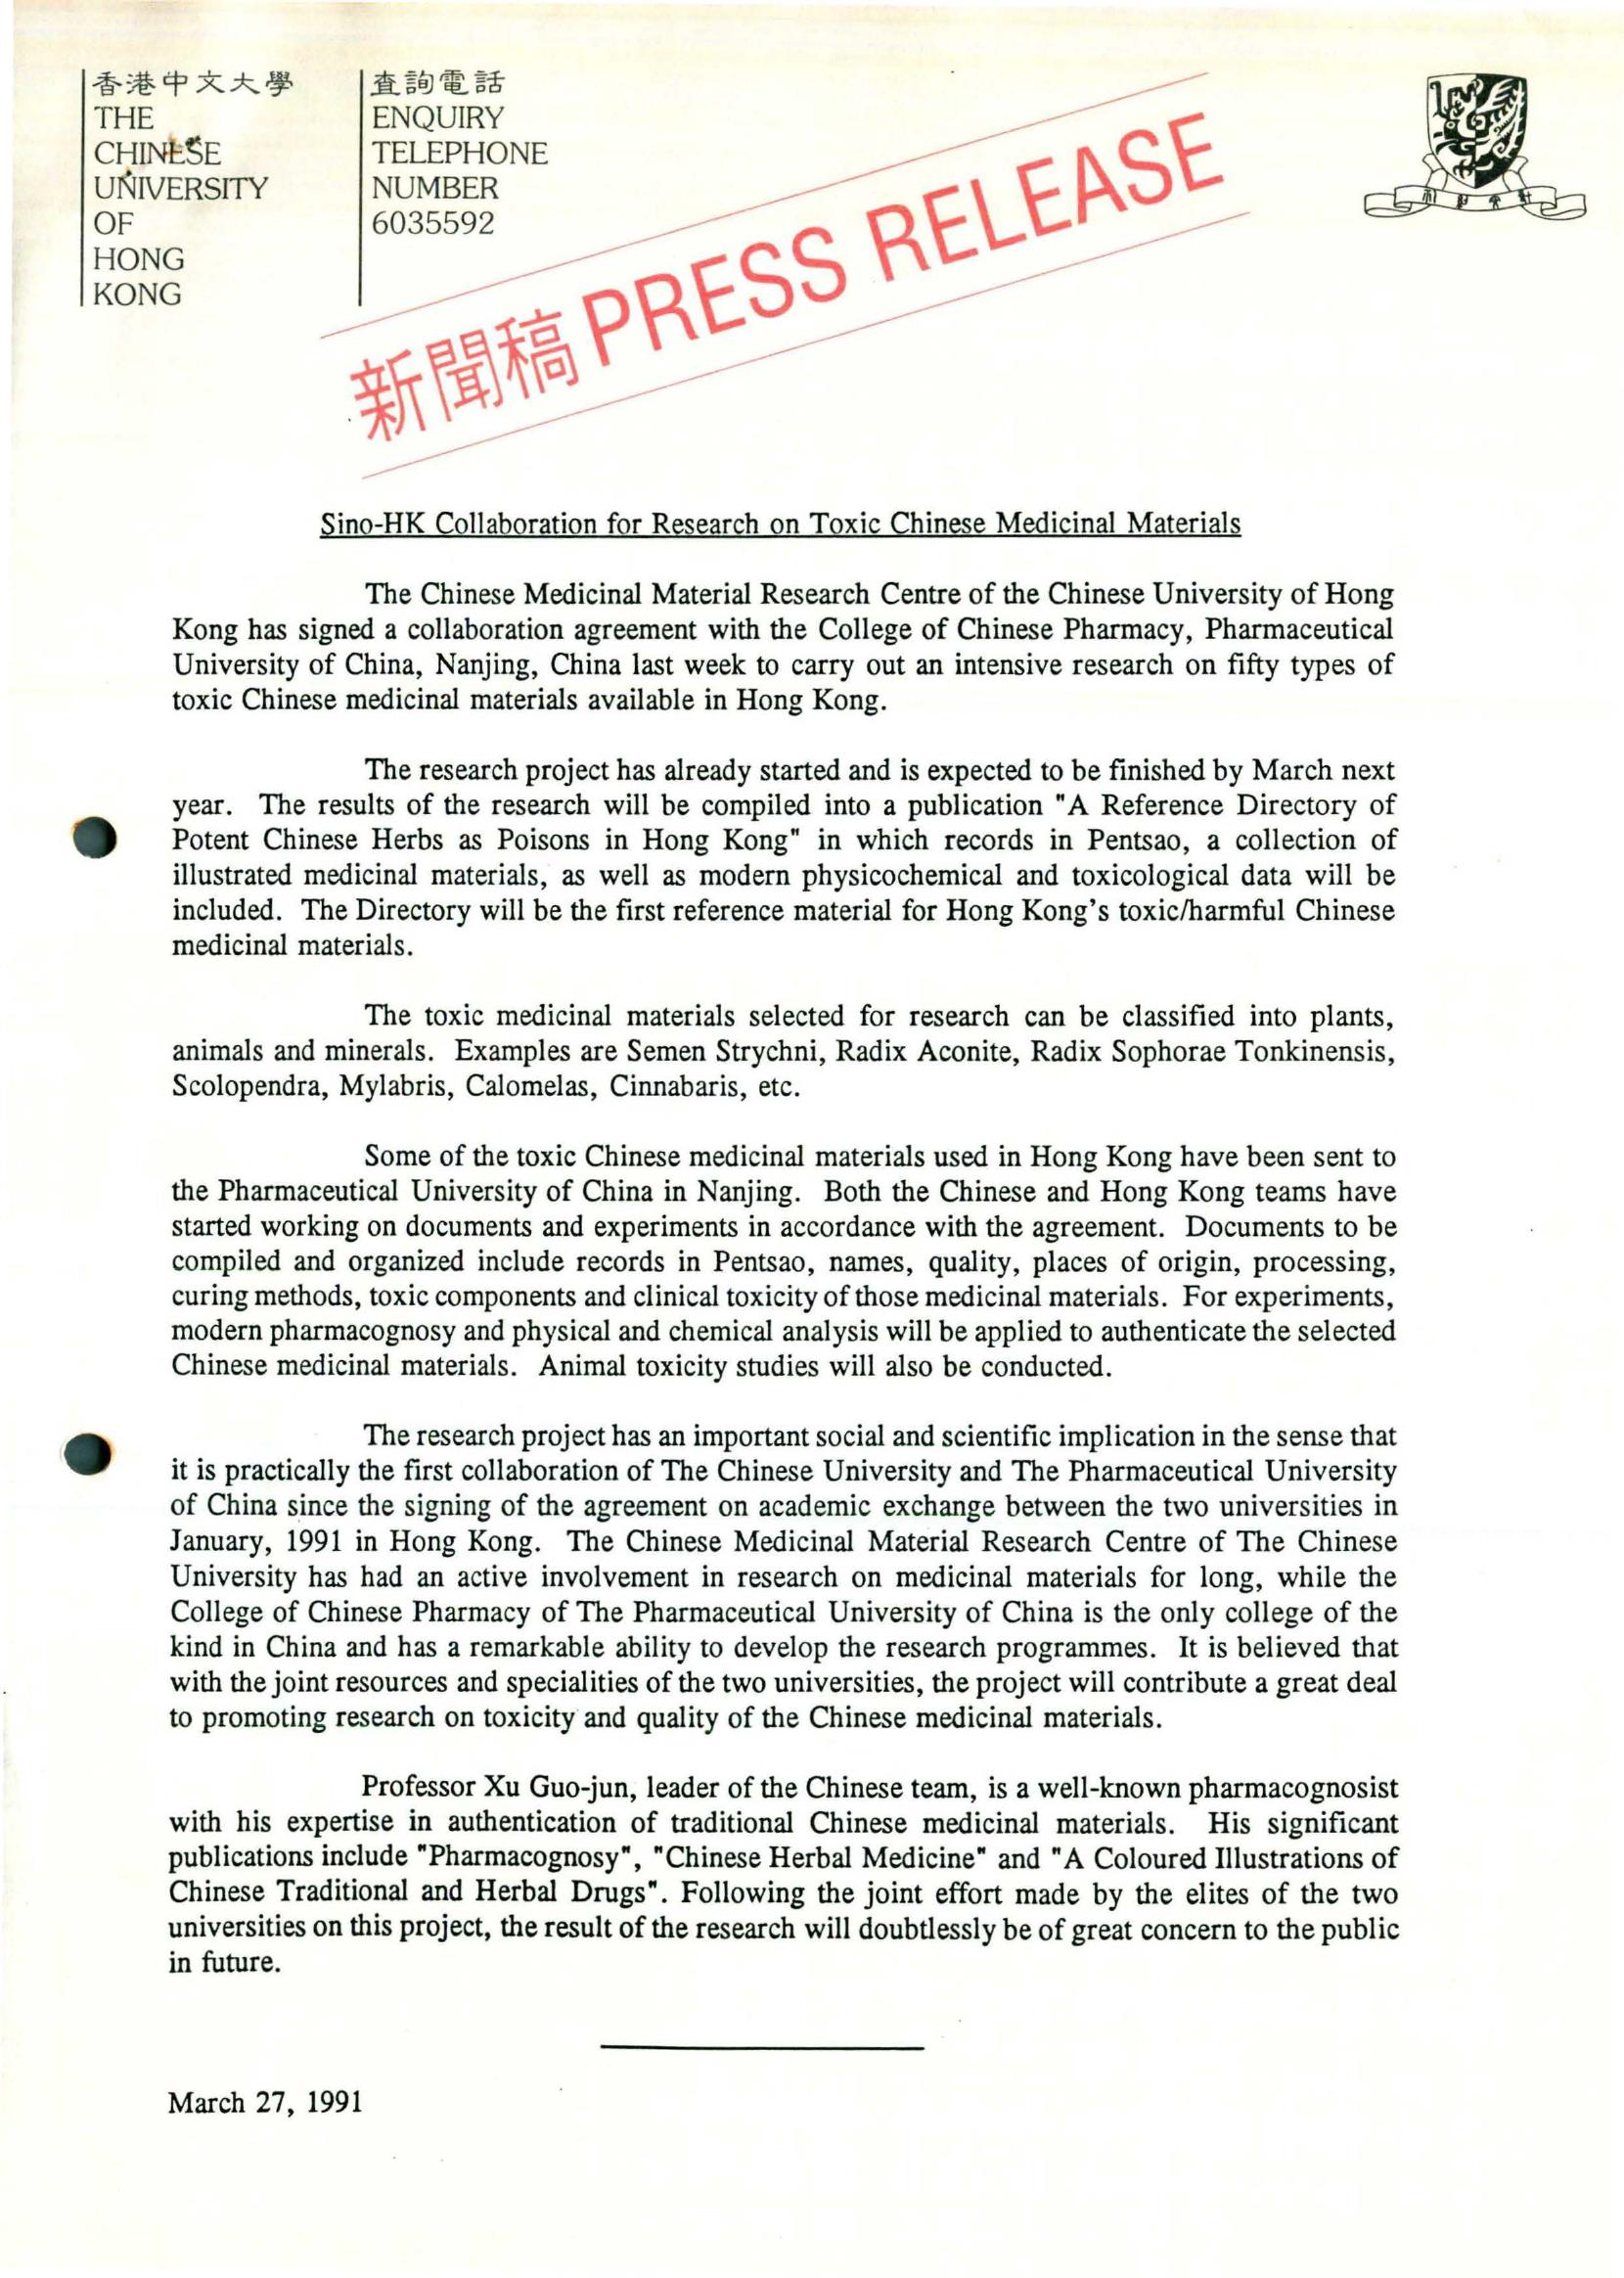 香港中文大學
THE
CHINESE
UNIVERSITY
OF
HONG
KONG
查詢電話
ENQUIRY
TELEPHONE
NUMBER
6035592
新聞稿 PRESS RELEASE
Sino-HK Collaboration for Research on Toxic Chinese Medicinal Materials
The Chinese Medicinal Material Research Centre of the Chinese University of Hong
Kong has signed a collaboration agreement with the College of Chinese Pharmacy, Pharmaceutical
University of China, Nanjing, China last week to carry out an intensive research on fifty types of
toxic Chinese medicinal materials available in Hong Kong.
The research project has already started and is expected to be finished by March next
year. The results of the research will be compiled into a publication "A Reference Directory of
Potent Chinese Herbs as Poisons in Hong Kong" in which records in Pentsao, a collection of
illustrated medicinal materials, as well as modern physicochemical and toxicological data will be
included. The Directory will be the first reference material for Hong Kong's toxic/harmful Chinese
medicinal materials.
The toxic medicinal materials selected for research can be classified into plants,
animals and minerals. Examples are Semen Strychni, Radix Aconite, Radix Sophorae Tonkinensis,
Scolopendra, Mylabris, Calomelas, Cinnabaris, etc.
Some of the toxic Chinese medicinal materials used in Hong Kong have been sent to
the Pharmaceutical University of China in Nanjing. Both the Chinese and Hong Kong teams have
started working on documents and experiments in accordance with the agreement. Documents to be
compiled and organized include records in Pentsao, names, quality, places of origin, processing,
curing methods, toxic components and clinical toxicity of those medicinal materials. For experiments,
modern pharmacognosy and physical and chemical analysis will be applied to authenticate the selected
Chinese medicinal materials. Animal toxicity studies will also be conducted.
The research project has an important social and scientific implication in the sense that
it is practically the first collaboration of The Chinese University and The Pharmaceutical University
of China since the signing of the agreement on academic exchange between the two universities in
January, 1991 in Hong Kong. The Chinese Medicinal Material Research Centre of The Chinese
University has had an active involvement in research on medicinal materials for long, while the
College of Chinese Pharmacy of The Pharmaceutical University of China is the only college of the
kind in China and has a remarkable ability to develop the research programmes. It is believed that
with the joint resources and specialities of the two universities, the project will contribute a great deal
to promoting research on toxicity and quality of the Chinese medicinal materials.
Professor Xu Guo-jun, leader of the Chinese team, is a well-known pharmacognosist
with his expertise in authentication of traditional Chinese medicinal materials. His significant
publications include "Pharmacognosy", "Chinese Herbal Medicine" and "A Coloured Illustrations of
Chinese Traditional and Herbal Drugs". Following the joint effort made by the elites of the two
universities on this project, the result of the research will doubtlessly be of great concern to the public
in future.
March 27, 1991